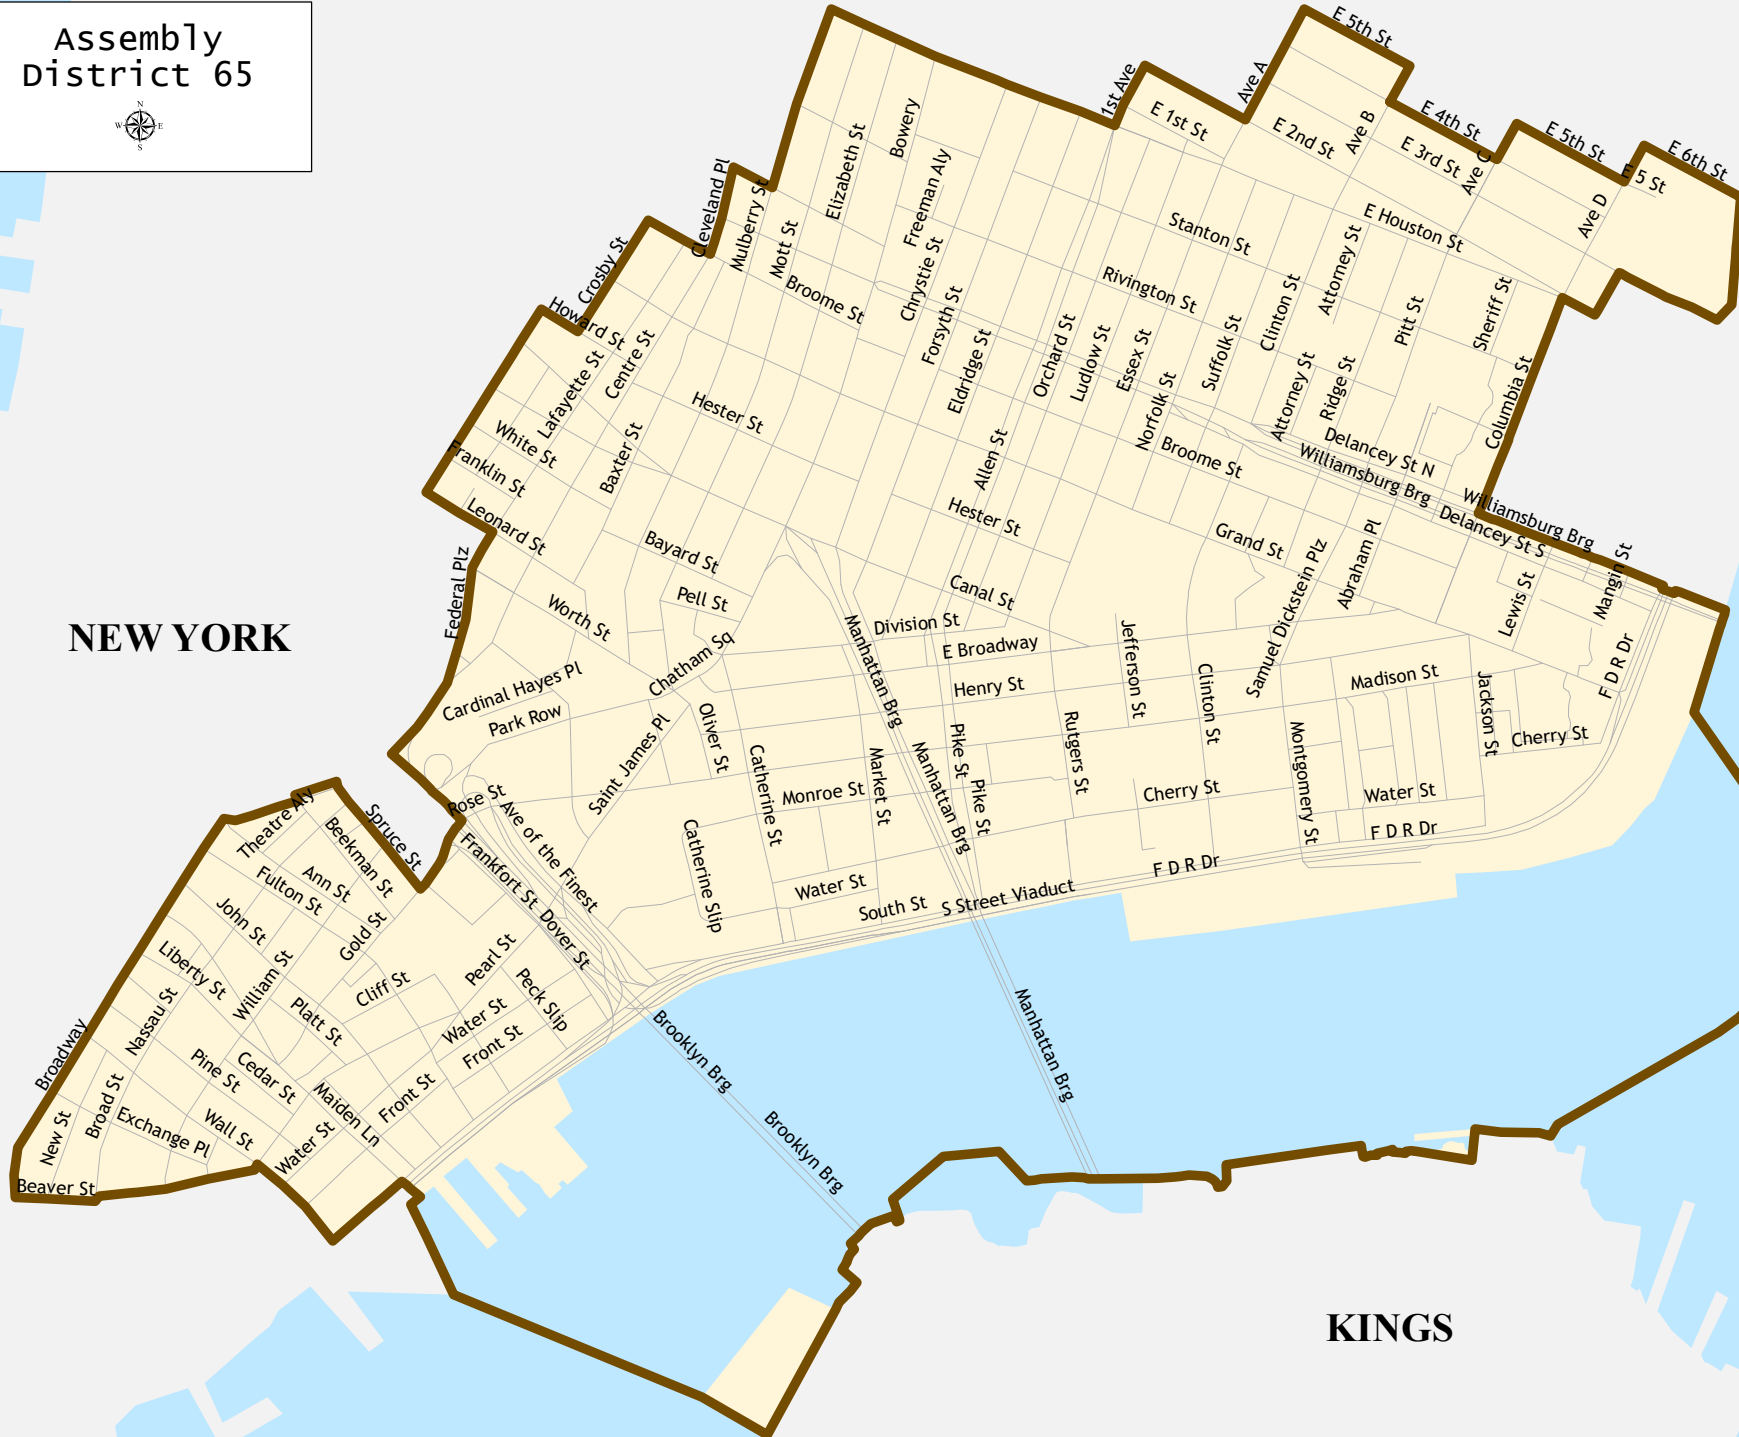 Assembly
District 65
N
W
E
S
E 5th St
1st Ave
Ave A
E 4th St
E 5th St
E 6th St
E 1st St
E 2nd St
Ave B
E 3rd St
Ave C
E 5 St
Ave D
Bowery
Elizabeth St
Freeman Aly
Cleveland Pl
Mulberry St
Mott St
Stanton St
E Houston St
Crosby St
Broome St
Chrystie St
Rivington St
Attorney St
Clinton St
Howard St
Forsyth St
Pitt St
Sheriff St
Lafayette St
Centre St
Eldridge St
Orchard St
Ludlow St
Essex St
Suffolk St
Norfolk St
Attorney St
Ridge St
Columbia St
Hester St
White St
Franklin St
Baxter St
Allen St
Broome St
Delancey St N
Williamsburg Brg
Williamsburg Brg
Delancey St S
Leonard St
Hester St
Grand St
Samuel Dickstein Plz
Abraham Pl
Mangin St
Lewis St
Federal Plz
Bayard St
Pell St
Canal St
Worth St
Division St
E Broadway
NEW YORK
Chatham Sq
Manhattan Brg
Jefferson St
Clinton St
Madison St
F D R Dr
Cardinal Hayes Pl
Park Row
Henry St
Jackson St
Cherry St
Oliver St
Saint James Pl
Catherine St
Market St
Manhattan Brg
Pike St
Pike St
Rutgers St
Montgomery St
Monroe St
Cherry St
Water St
F D R Dr
Rose St
Ave of the Finest
Theatre Aly
Spruce St
Beekman St
Frankfort St
Catherine Slip
Water St
South St
S Street Viaduct
F D R Dr
Ann St
Fulton St
John St
Gold St
Dover St
Pearl St
Peck Slip
Liberty St
William St
Cliff St
Nassau St
Platt St
Water St
Front St
Brooklyn Brg
Manhattan Brg
Broadway
Pine St
Cedar St
Maiden Ln
Front St
Broad St
New St
Exchange Pl
Wall St
Water St
Brooklyn Brg
Beaver St
KINGS